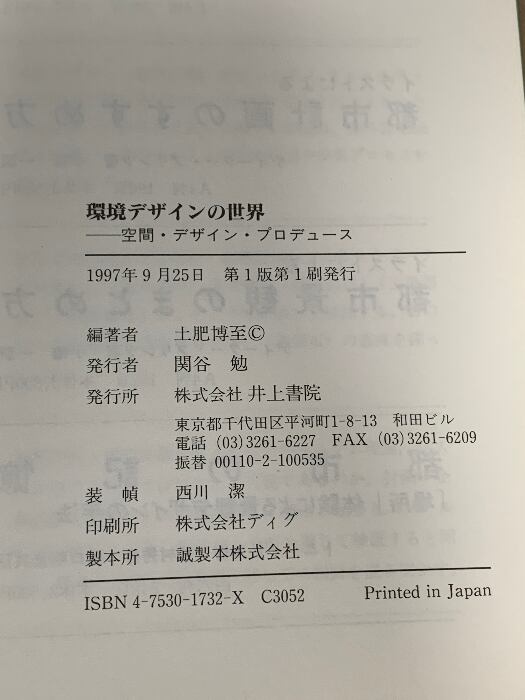 環境デザインの世界
──空間・デザイン・プロデュース
1997年9月25日　第1版第1刷発行
編著者　土肥博至©
発行者　関谷　勉
発行所　株式会社 井上書院
東京都千代田区平河町1-8-13　和田ビル
電話 (03)3261-6227　FAX (03)3261-6209
振替 00110-2-100535
装　幀　西川　潔
印刷所　株式会社ディグ
製本所　誠製本株式会社
ISBN 4-7530-1732-X　C3052　Printed in Japan